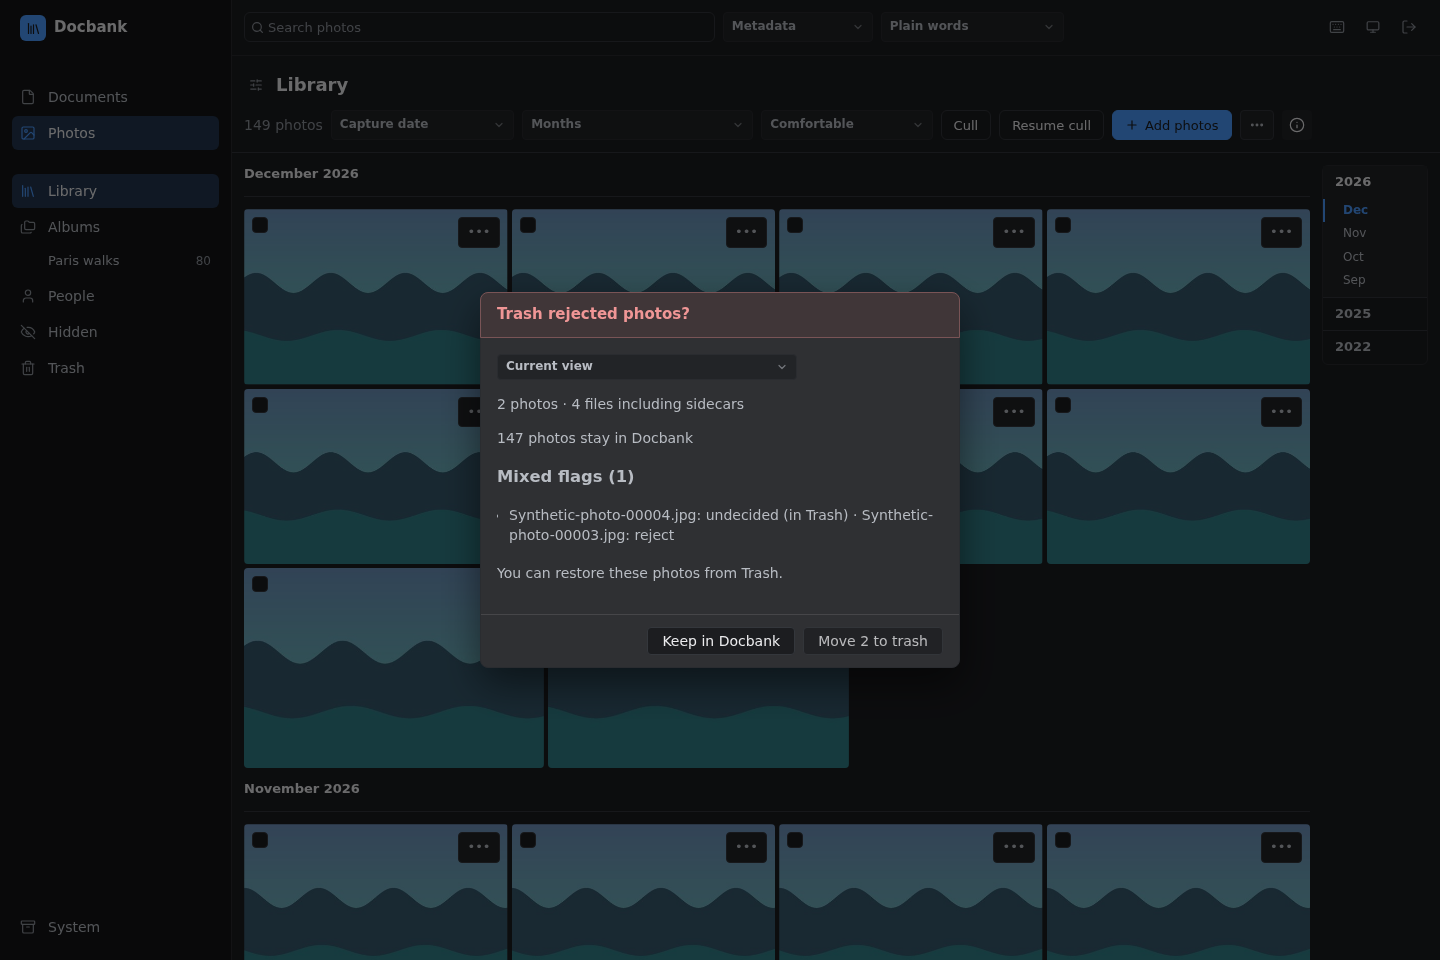 Docbank
Search photos
Metadata
Plain words
Documents
Photos
Library
Albums
Paris walks 80
People
Hidden
Trash
System
Library
149 photos
Capture date
Months
Comfortable
Cull
Resume cull
Add photos
December 2026
2026
Dec
Nov
Oct
Sep
2025
2022
Trash rejected photos?
Current view
2 photos · 4 files including sidecars
147 photos stay in Docbank
Mixed flags (1)
Synthetic-photo-00004.jpg: undecided (in Trash) · Synthetic-
photo-00003.jpg: reject
You can restore these photos from Trash.
Keep in Docbank
Move 2 to trash
November 2026